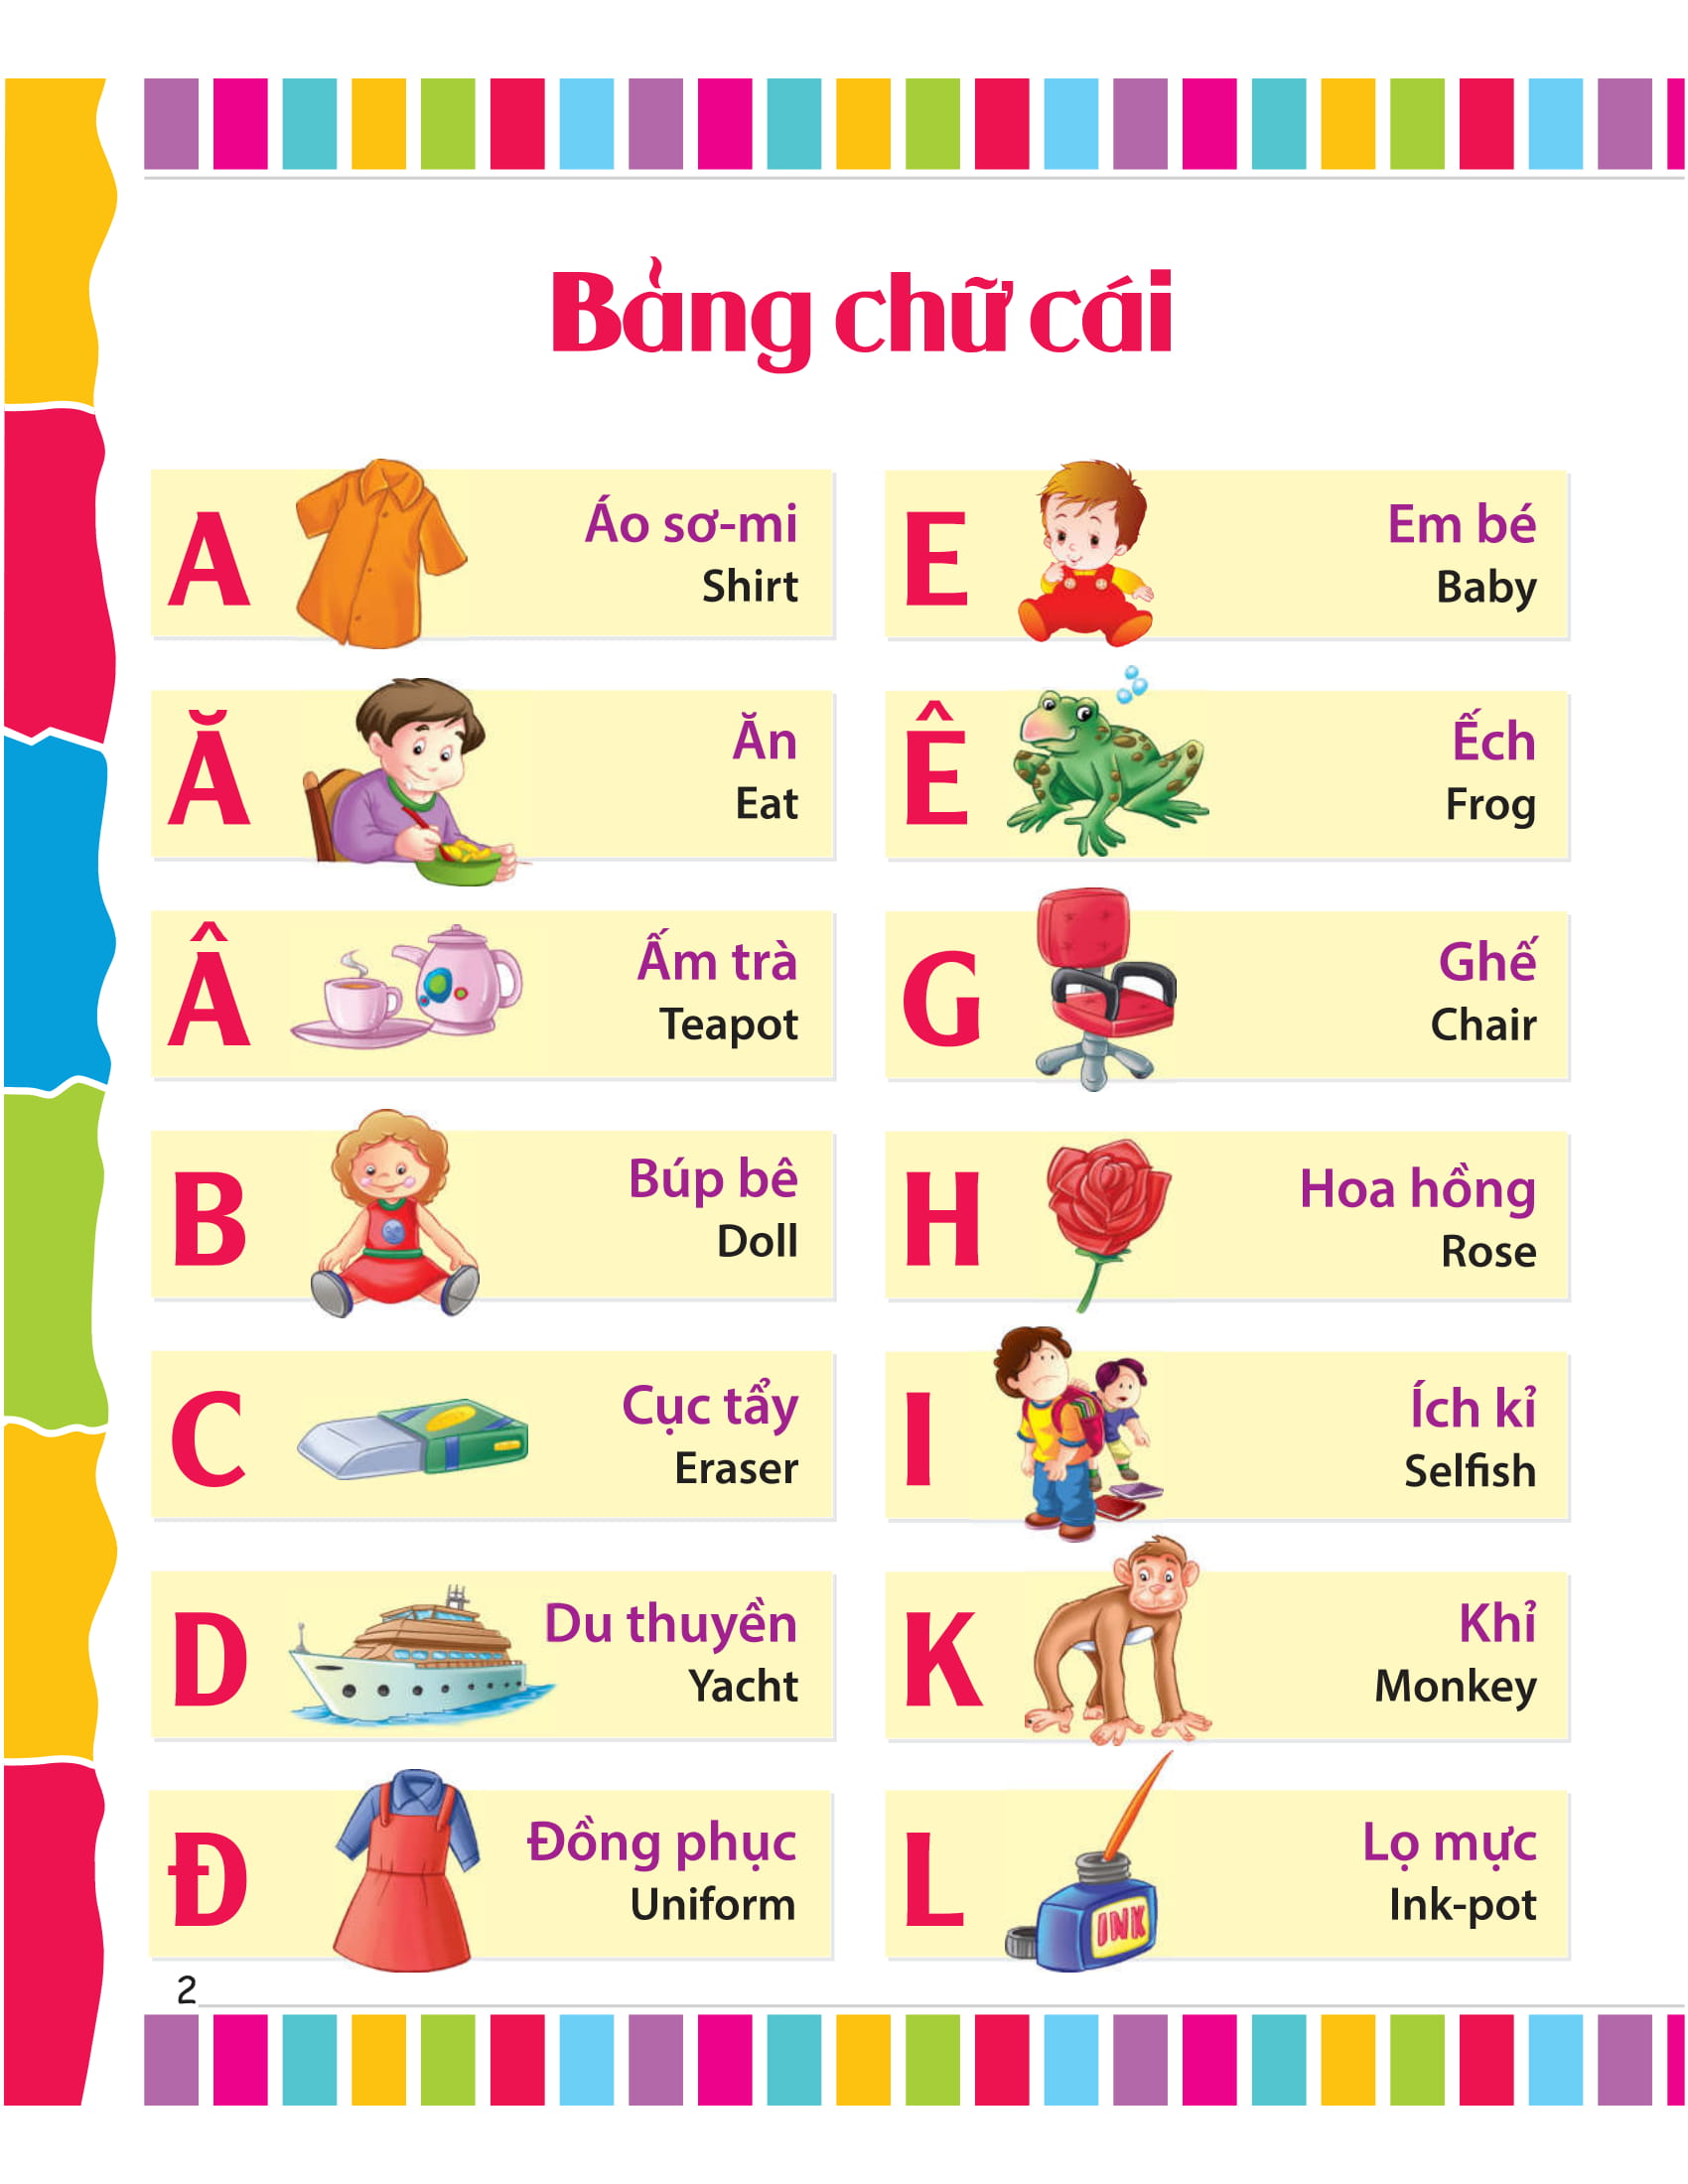 Bảng chữ cái
A
Áo sơ-mi
Shirt
Ă
Ăn
Eat
Â
Ấm trà
Teapot
B
Búp bê
Doll
C
Cục tẩy
Eraser
D
Du thuyền
Yacht
Đ
Đồng phục
Uniform
E
Em bé
Baby
Ê
Ếch
Frog
G
Ghế
Chair
H
Hoa hồng
Rose
I
Ích kỉ
Selfish
K
Khỉ
Monkey
L
INK
Lọ mực
Ink-pot
2